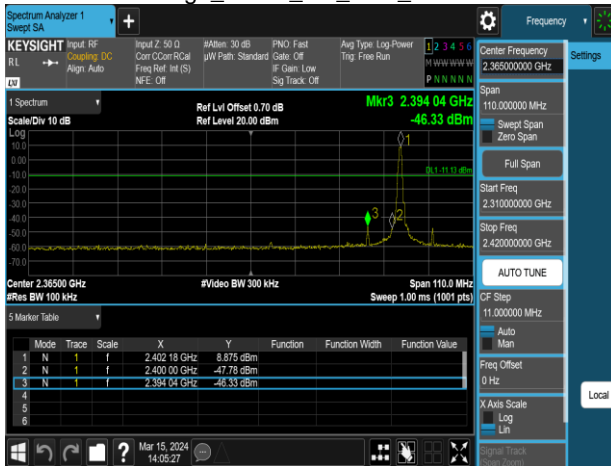 Spectrum Analyzer 1
Swept SA
+
Frequency
KEYSIGHT
Input: RF
Coupling: DC
Align: Auto
Input Z: 50 Ω
Corr CCorr RCal
Freq Ref: Int (S)
NFE: Off
#Atten: 30 dB
µW Path: Standard
PNO: Fast
Gate: Off
IF Gain: Low
Sig Track: Off
Avg Type: Log-Power
Trig: Free Run
1 2 3 4 5 6
M W W W W W
P N N N N N
RL
LXI
1 Spectrum
Scale/Div 10 dB
Ref Lvl Offset 0.70 dB
Ref Level 20.00 dBm
Mkr3 2.394 04 GHz
-46.33 dBm
Log
10.0
0.00
-10.0
-20.0
-30.0
-40.0
-50.0
-60.0
-70.0
1
DL1 -11.13 dBm
3
2
Center 2.36500 GHz
#Res BW 100 kHz
#Video BW 300 kHz
Span 110.0 MHz
Sweep 1.00 ms (1001 pts)
5 Marker Table
Mode Trace Scale X Y Function Function Width Function Value
1 N 1 f 2.402 18 GHz 8.875 dBm
2 N 1 f 2.400 00 GHz -47.78 dBm
3 N 1 f 2.394 04 GHz -46.33 dBm
4
5
6
?
Mar 15, 2024
14:05:27
Center Frequency
2.365000000 GHz
Span
110.000000 MHz
Swept Span
Zero Span
Full Span
Start Freq
2.310000000 GHz
Stop Freq
2.420000000 GHz
AUTO TUNE
CF Step
11.000000 MHz
Auto
Man
Freq Offset
0 Hz
X Axis Scale
Log
Lin
Signal Track
(Span Zoom)
Settings
Local